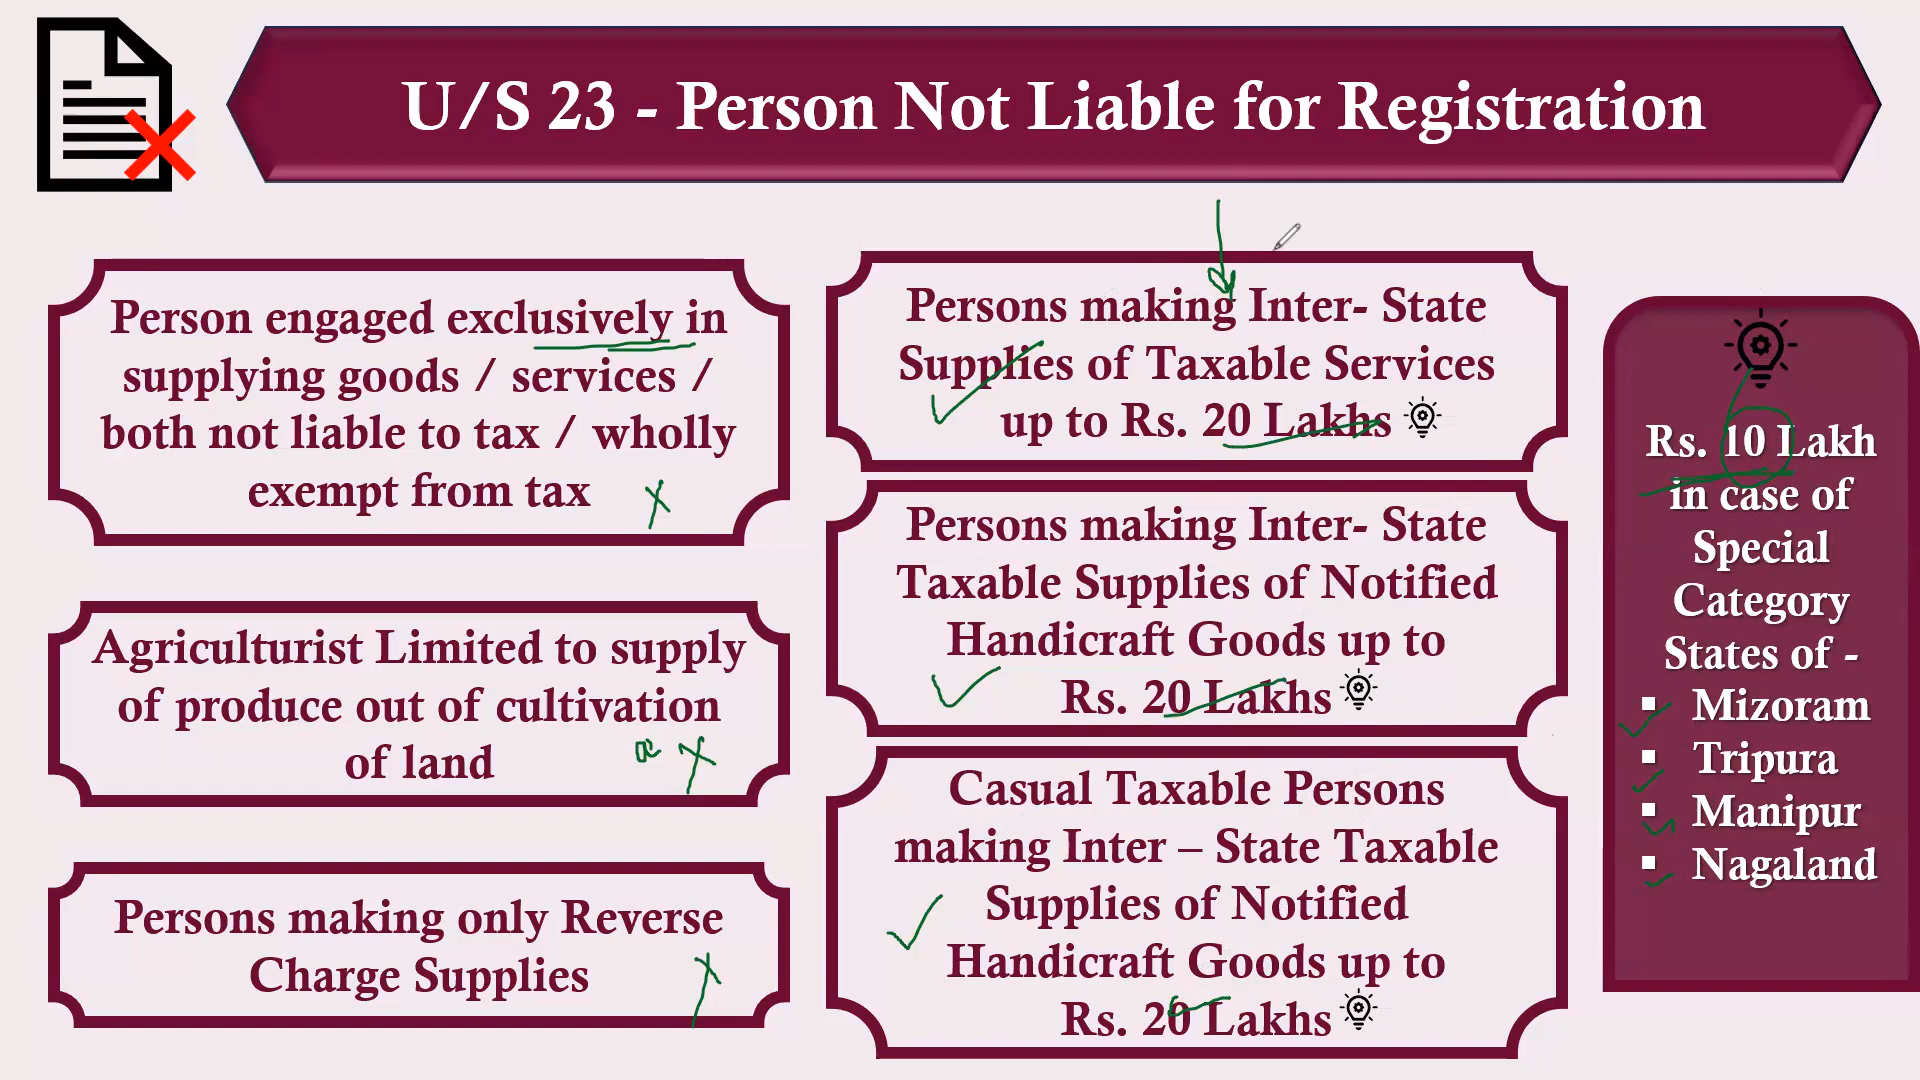 U/S 23 - Person Not Liable for Registration
Person engaged exclusively in
supplying goods / services /
both not liable to tax / wholly
exempt from tax
Agriculturist Limited to supply
of produce out of cultivation
of land
Persons making only Reverse
Charge Supplies
Persons making Inter- State
Supplies of Taxable Services
up to Rs. 20 Lakhs
Persons making Inter- State
Taxable Supplies of Notified
Handicraft Goods up to
Rs. 20 Lakhs
Casual Taxable Persons
making Inter – State Taxable
Supplies of Notified
Handicraft Goods up to
Rs. 20 Lakhs
Rs. 10 Lakh
in case of
Special
Category
States of -
▪ Mizoram
▪ Tripura
▪ Manipur
▪ Nagaland